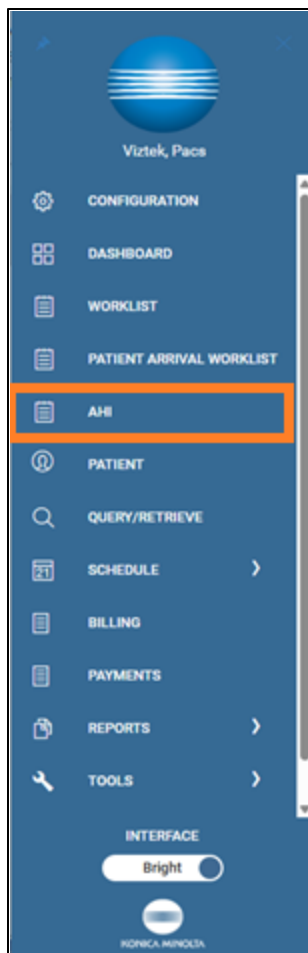 Viztek, Pacs
CONFIGURATION
DASHBOARD
WORKLIST
PATIENT ARRIVAL WORKLIST
AHI
PATIENT
QUERY/RETRIEVE
21
SCHEDULE
BILLING
PAYMENTS
REPORTS
TOOLS
INTERFACE
Bright
KONICA MINOLTA